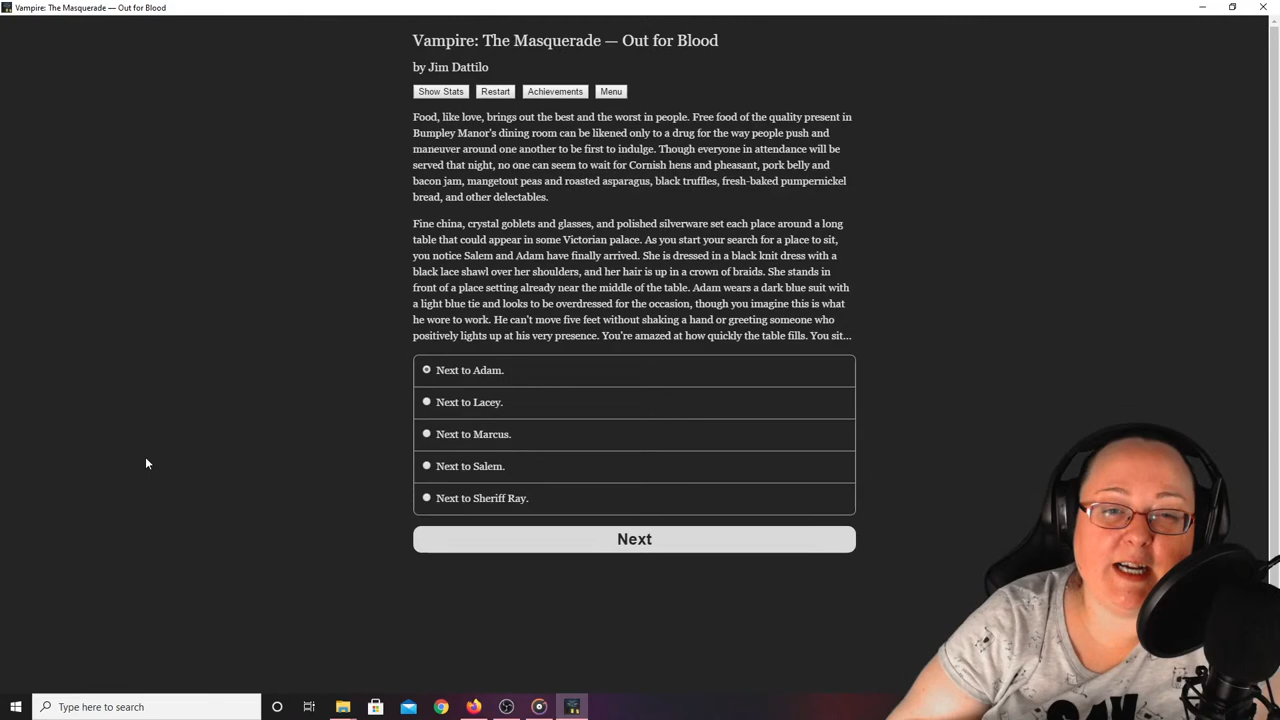 Vampire: The Masquerade — Out for Blood
Vampire: The Masquerade — Out for Blood
by Jim Dattilo
Show Stats Restart Achievements Menu
Food, like love, brings out the best and the worst in people. Free food of the quality present in
Bumpley Manor's dining room can be likened only to a drug for the way people push and
maneuver around one another to be first to indulge. Though everyone in attendance will be
served that night, no one can seem to wait for Cornish hens and pheasant, pork belly and
bacon jam, mangetout peas and roasted asparagus, black truffles, fresh-baked pumpernickel
bread, and other delectables.
Fine china, crystal goblets and glasses, and polished silverware set each place around a long
table that could appear in some Victorian palace. As you start your search for a place to sit,
you notice Salem and Adam have finally arrived. She is dressed in a black knit dress with a
black lace shawl over her shoulders, and her hair is up in a crown of braids. She stands in
front of a place setting already near the middle of the table. Adam wears a dark blue suit with
a light blue tie and looks to be overdressed for the occasion, though you imagine this is what
he wore to work. He can't move five feet without shaking a hand or greeting someone who
positively lights up at his very presence. You're amazed at how quickly the table fills. You sit...
Next to Adam.
Next to Lacey.
Next to Marcus.
Next to Salem.
Next to Sheriff Ray.
Next
Type here to search